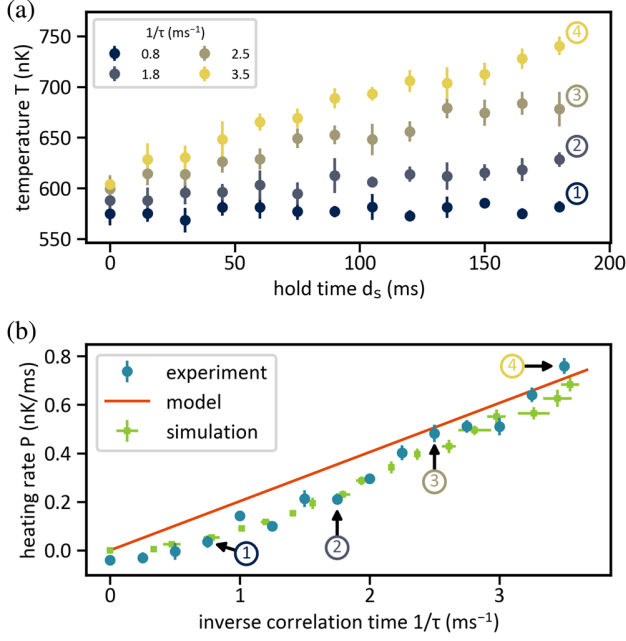 (a)
1/τ (ms⁻¹)
0.8 2.5
1.8 3.5
temperature T (nK)
750
700
650
600
550
4
3
2
1
0 50 100 150 200
hold time dₛ (ms)
(b)
experiment
model
simulation
heating rate P (nK/ms)
0.8
0.6
0.4
0.2
0.0
4
3
2
1
0 1 2 3
inverse correlation time 1/τ (ms⁻¹)